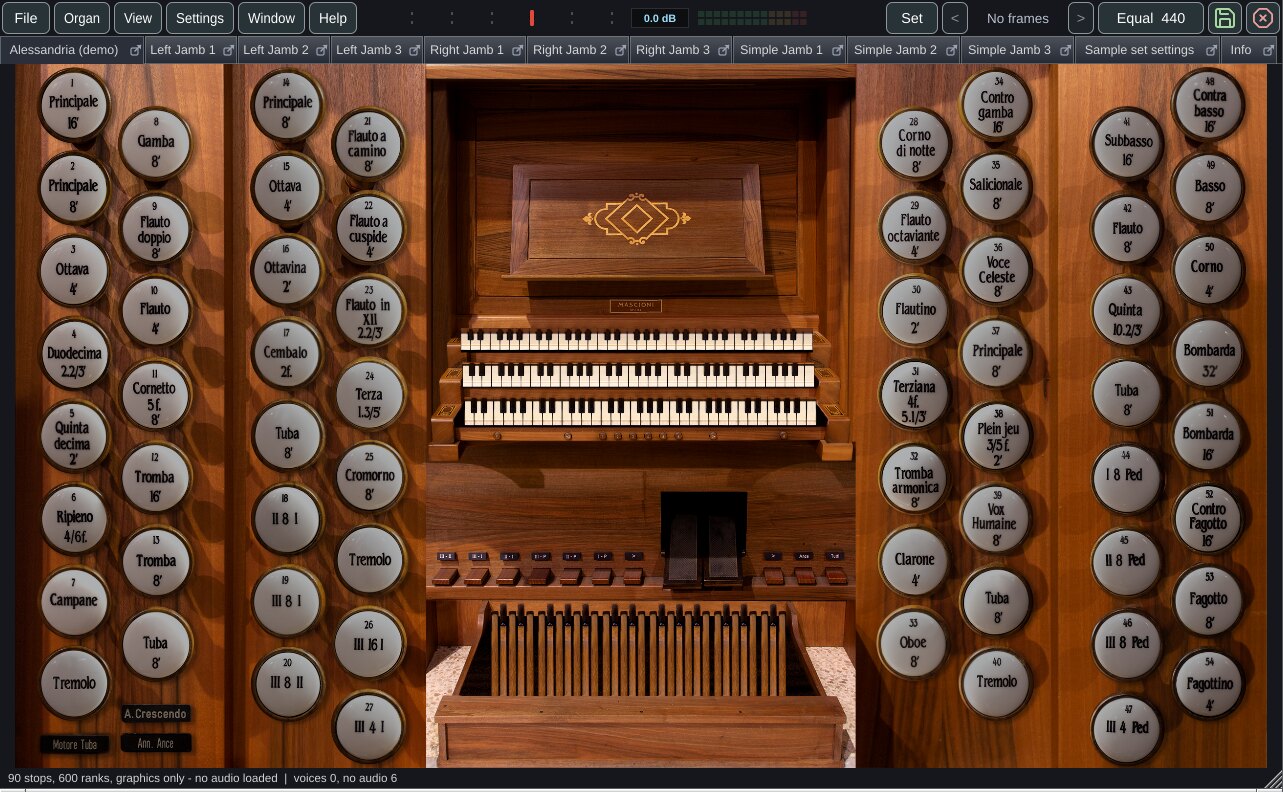 File Organ View Settings Window Help 0.0 dB Set < No frames > Equal 440
Alessandria (demo) Left Jamb 1 Left Jamb 2 Left Jamb 3 Right Jamb 1 Right Jamb 2 Right Jamb 3 Simple Jamb 1 Simple Jamb 2 Simple Jamb 3 Sample set settings Info
1
Principale
16'
2
Principale
8'
3
Ottava
4'
4
Duodecima
2.2/3'
5
Quinta
decima
2'
6
Ripieno
4/6f.
7
Campane
Tremolo
Motore Tuba
8
Gamba
8'
9
Flauto
doppio
8'
10
Flauto
4'
11
Cornetto
5 f.
8'
12
Tromba
16'
13
Tromba
8'
Tuba
8'
A.Crescendo
Ann. Ance
14
Principale
8'
15
Ottava
4'
16
Ottavina
2'
17
Cembalo
2f.
Tuba
8'
18
II 8 I
19
III 8 I
20
III 8 II
21
Flauto a
camino
8'
22
Flauto a
cuspide
4'
23
Flauto in
XII
2.2/3'
24
Terza
1.3/5'
25
Cromorno
8'
Tremolo
26
III 16 I
27
III 4 I
MASCIONI
28
Corno
di notte
8'
29
Flauto
octaviante
4'
30
Flautino
2'
31
Terziana
4f.
5.1/3'
32
Tromba
armonica
8'
Clarone
4'
33
Oboe
8'
34
Contro
gamba
16'
35
Salicionale
8'
36
Voce
Celeste
8'
37
Principale
8'
38
Plein jeu
3/5 f.
2'
39
Vox
Humaine
8'
Tuba
8'
40
Tremolo
41
Subbasso
16'
42
Flauto
8'
43
Quinta
10.2/3'
Tuba
8'
44
I 8 Ped
45
II 8 Ped
46
III 8 Ped
47
III 4 Ped
48
Contra
basso
16'
49
Basso
8'
50
Corno
4'
Bombarda
32'
51
Bombarda
16'
52
Contro
Fagotto
16'
53
Fagotto
8'
54
Fagottino
4'
90 stops, 600 ranks, graphics only - no audio loaded | voices 0, no audio 6